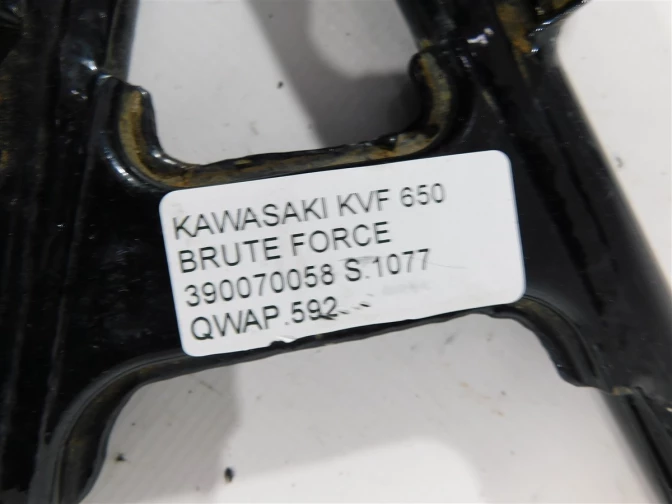 KAWASAKI KVF 650
BRUTE FORCE
390070058 S.1077
QWAP.592